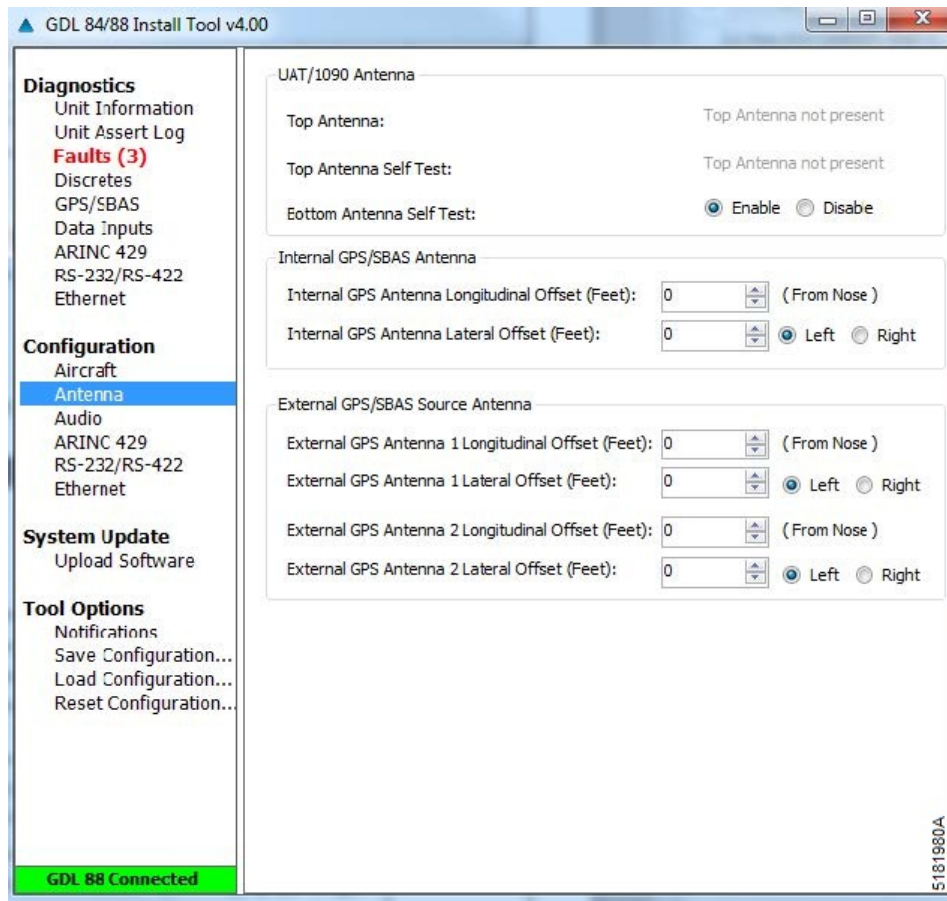 GDL 84/88 Install Tool v4.00
Diagnostics
Unit Information
Unit Assert Log
Faults (3)
Discretes
GPS/SBAS
Data Inputs
ARINC 429
RS-232/RS-422
Ethernet
Configuration
Aircraft
Antenna
Audio
ARINC 429
RS-232/RS-422
Ethernet
System Update
Upload Software
Tool Options
Notifications
Save Configuration...
Load Configuration...
Reset Configuration...
GDL 88 Connected
UAT/1090 Antenna
Top Antenna: Top Antenna not present
Top Antenna Self Test: Top Antenna not present
Eottom Antenna Self Test: Enable Disable
Internal GPS/SBAS Antenna
Internal GPS Antenna Longitudinal Offset (Feet): 0 (From Nose)
Internal GPS Antenna Lateral Offset (Feet): 0 Left Right
External GPS/SBAS Source Antenna
External GPS Antenna 1 Longitudinal Offset (Feet): 0 (From Nose)
External GPS Antenna 1 Lateral Offset (Feet): 0 Left Right
External GPS Antenna 2 Longitudinal Offset (Feet): 0 (From Nose)
External GPS Antenna 2 Lateral Offset (Feet): 0 Left Right
5181980A